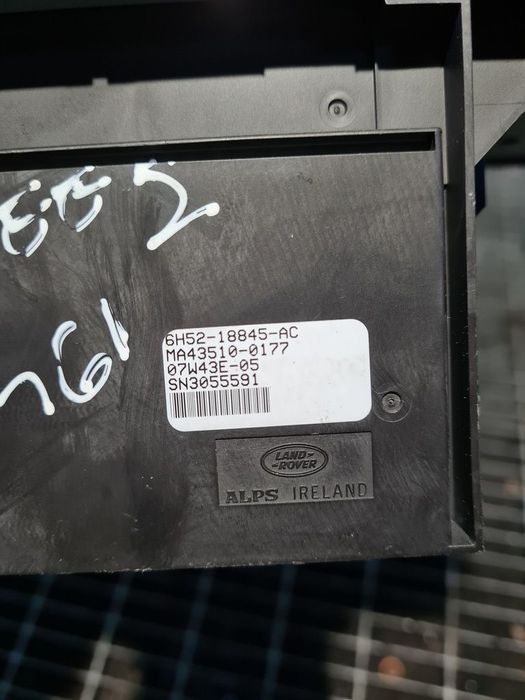 6H52-18845-AC
MA43510-0177
07W43E-05
SN3055591
LAND-
-ROVER
ALPS IRELAND